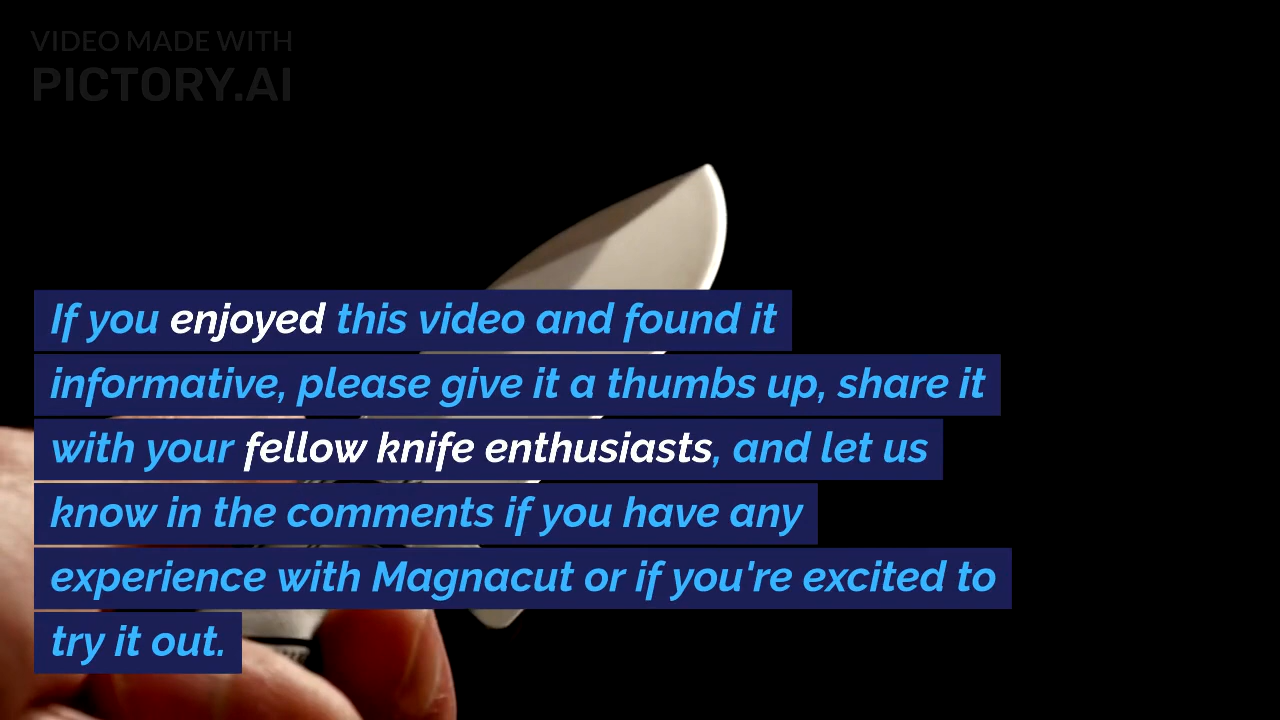 VIDEO MADE WITH
PICTORY.AI
If you enjoyed this video and found it
informative, please give it a thumbs up, share it
with your fellow knife enthusiasts, and let us
know in the comments if you have any
experience with Magnacut or if you're excited to
try it out.